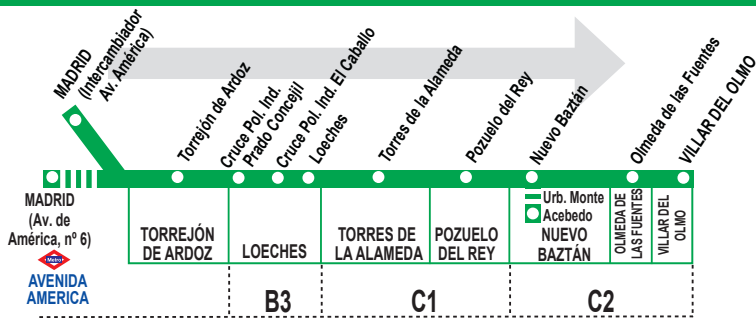 MADRID
(Intercambiador
Av. América)
Torrejón de Ardoz
Cruce Pol. Ind.
Prado Concejil
Cruce Pol. Ind. El Caballo
Loeches
Torres de la Alameda
Pozuelo del Rey
Nuevo Baztán
Olmeda de las Fuentes
VILLAR DEL OLMO
MADRID
(Av. de
América, nº 6)
Metro
AVENIDA
AMERICA
TORREJÓN
DE ARDOZ
LOECHES
TORRES DE
LA ALAMEDA
POZUELO
DEL REY
Urb. Monte
Acebedo
NUEVO
BAZTÁN
OLMEDA DE
LAS FUENTES
VILLAR DEL
OLMO
B3
C1
C2